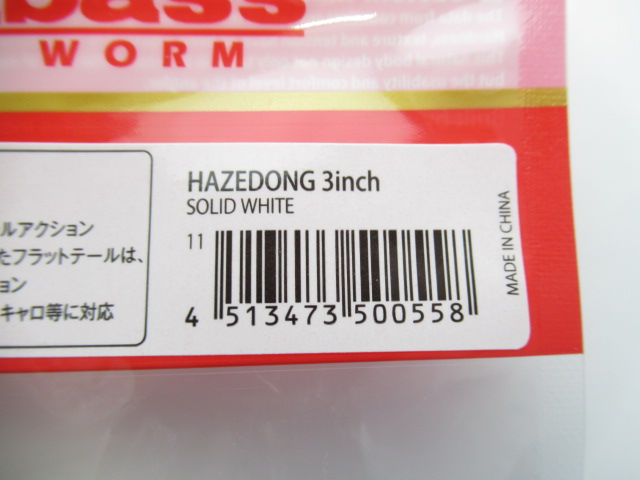 bass
WORM
HAZEDONG 3inch
SOLID WHITE
11
4 513473 500558
MADE IN CHINA
ルアクション
たフラットテールは、
ョン
キャロ等に対応